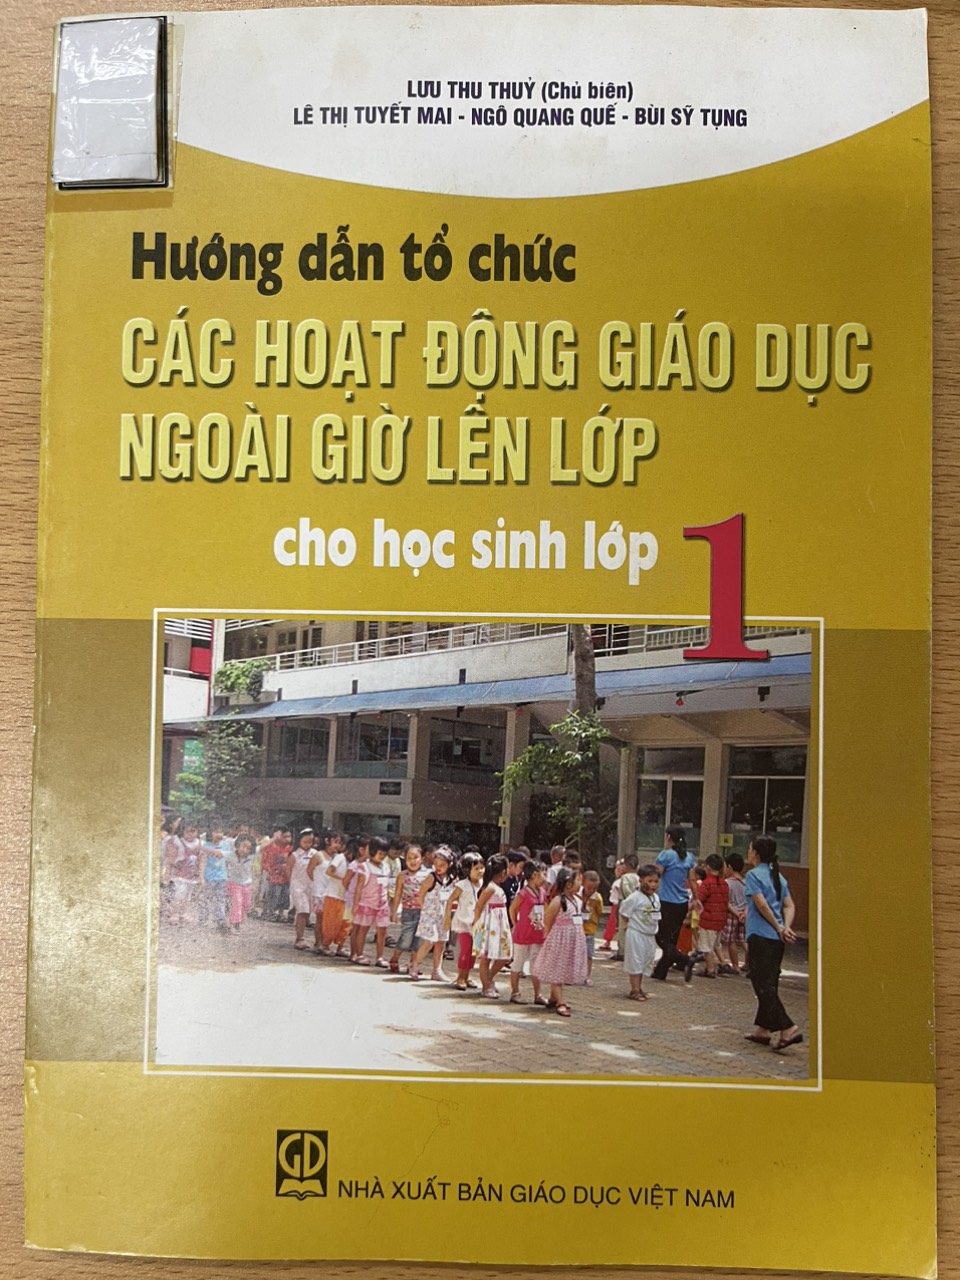 LƯU THU THUỶ (Chủ biên)
LÊ THỊ TUYẾT MAI - NGÔ QUANG QUẾ - BÙI SỸ TỤNG
Hướng dẫn tổ chức
CÁC HOẠT ĐỘNG GIÁO DỤC
NGOÀI GIỜ LÊN LỚP
cho học sinh lớp 1
GD
NHÀ XUẤT BẢN GIÁO DỤC VIỆT NAM